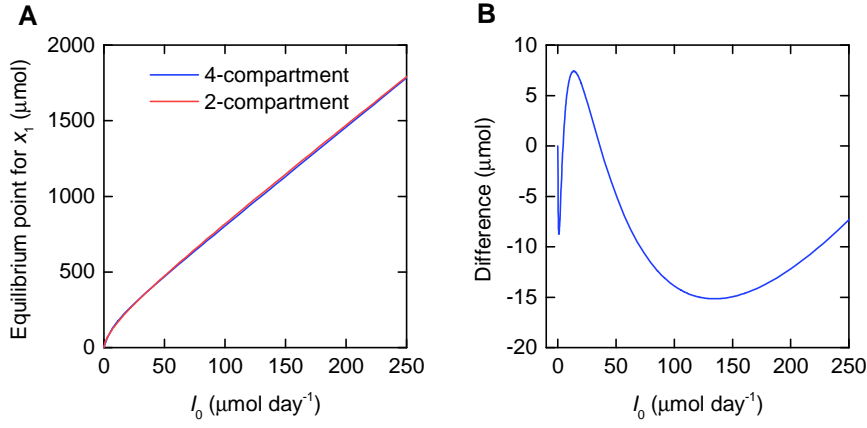 A
Equilibrium point for x₁ (μmol)
2000
1500
1000
500
0
4-compartment
2-compartment
0 50 100 150 200 250
I₀ (μmol day⁻¹)
B
Difference (μmol)
10
5
0
-5
-10
-15
-20
0 50 100 150 200 250
I₀ (μmol day⁻¹)